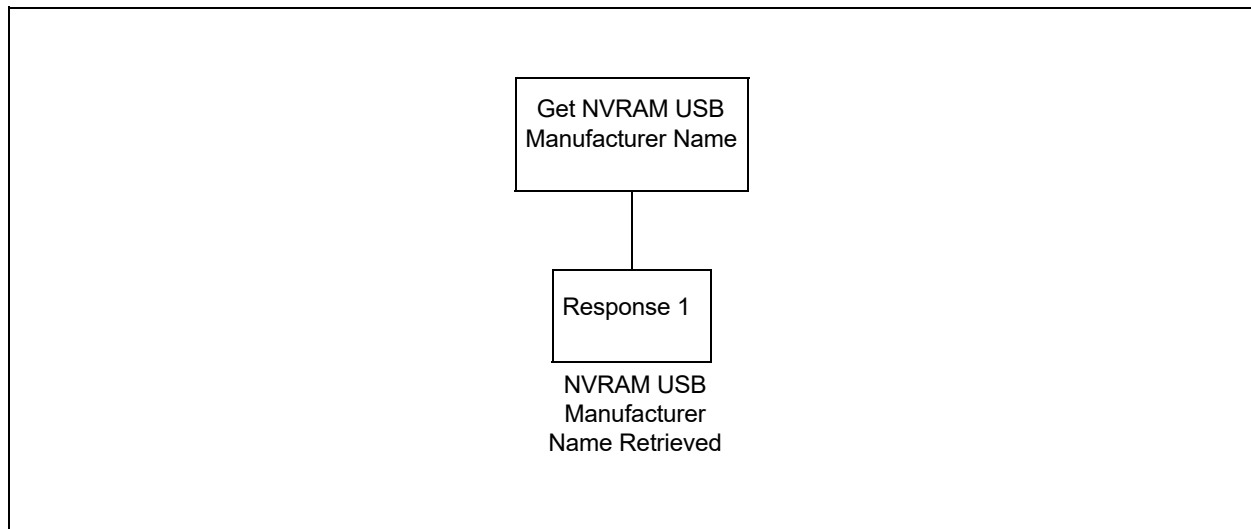 Get NVRAM USB
Manufacturer Name
Response 1
NVRAM USB
Manufacturer
Name Retrieved